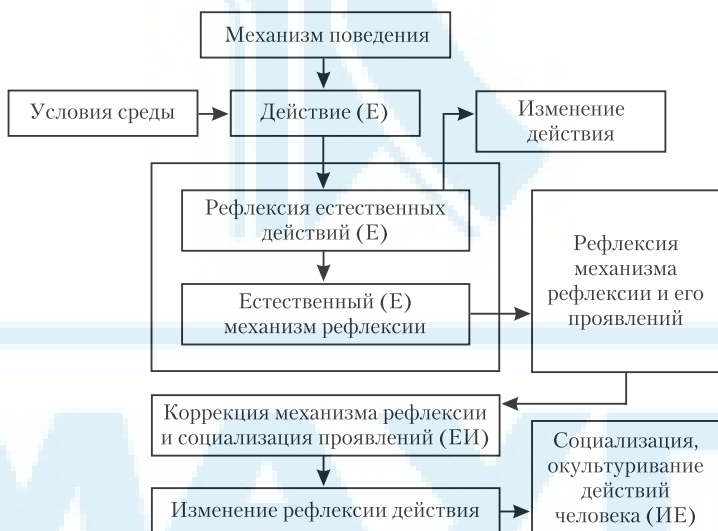 Механизм поведения
Условия среды
Действие (Е)
Изменение
действия
Рефлексия естественных
действий (Е)
Естественный (Е)
механизм рефлексии
Рефлексия
механизма
рефлексии и его
проявлений
Коррекция механизма рефлексии
и социализация проявлений (ЕИ)
Изменение рефлексии действия
Социализация,
окультуривание
действий
человека (ИЕ)